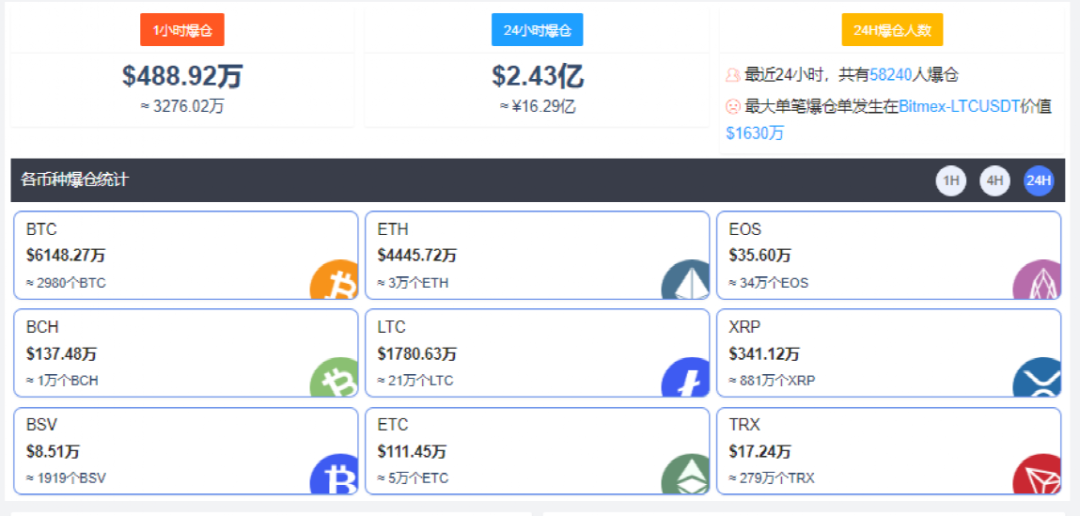 1小时爆仓
$488.92万
≈ 3276.02万
24小时爆仓
$2.43亿
≈ ¥16.29亿
24H爆仓人数
最近24小时，共有58240人爆仓
最大单笔爆仓单发生在Bitmex-LTCUSDT价值
$1630万
各币种爆仓统计
1H 4H 24H
BTC
$6148.27万
≈ 2980个BTC
ETH
$4445.72万
≈ 3万个ETH
EOS
$35.60万
≈ 34万个EOS
BCH
$137.48万
≈ 1万个BCH
LTC
$1780.63万
≈ 21万个LTC
XRP
$341.12万
≈ 881万个XRP
BSV
$8.51万
≈ 1919个BSV
ETC
$111.45万
≈ 5万个ETC
TRX
$17.24万
≈ 279万个TRX